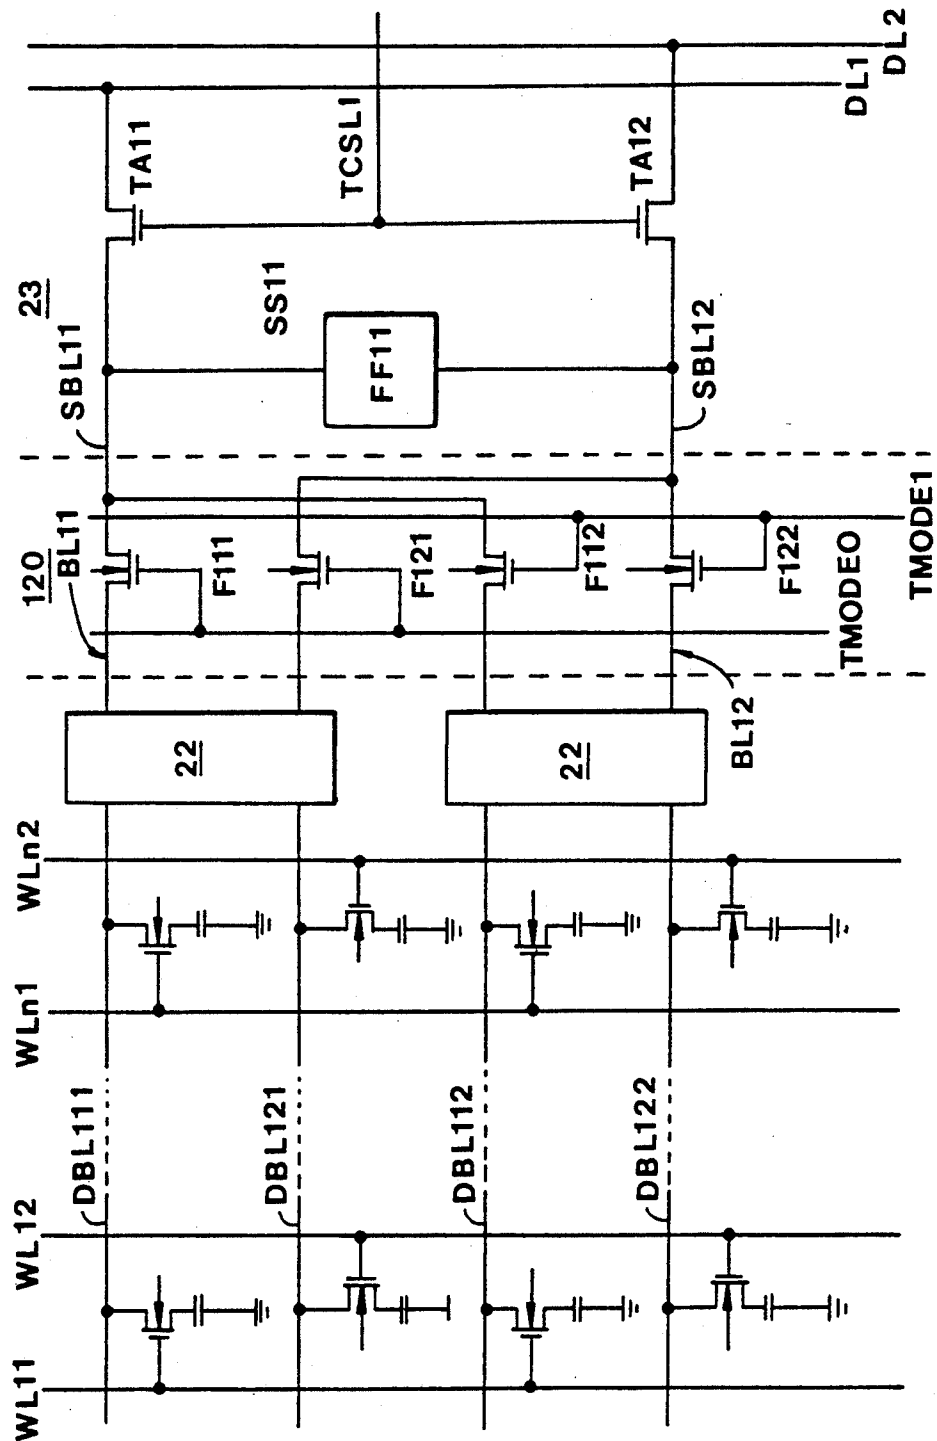 WL11
WL12
WLn1
WLn2
DBL111
DBL121
DBL112
DBL122
22
22
120
BL11
BL12
F111
F121
F112
F122
TMODE0
TMODE1
SBL11
SBL12
23
SS11
FF11
TA11
TCSL1
TA12
DL1
DL2